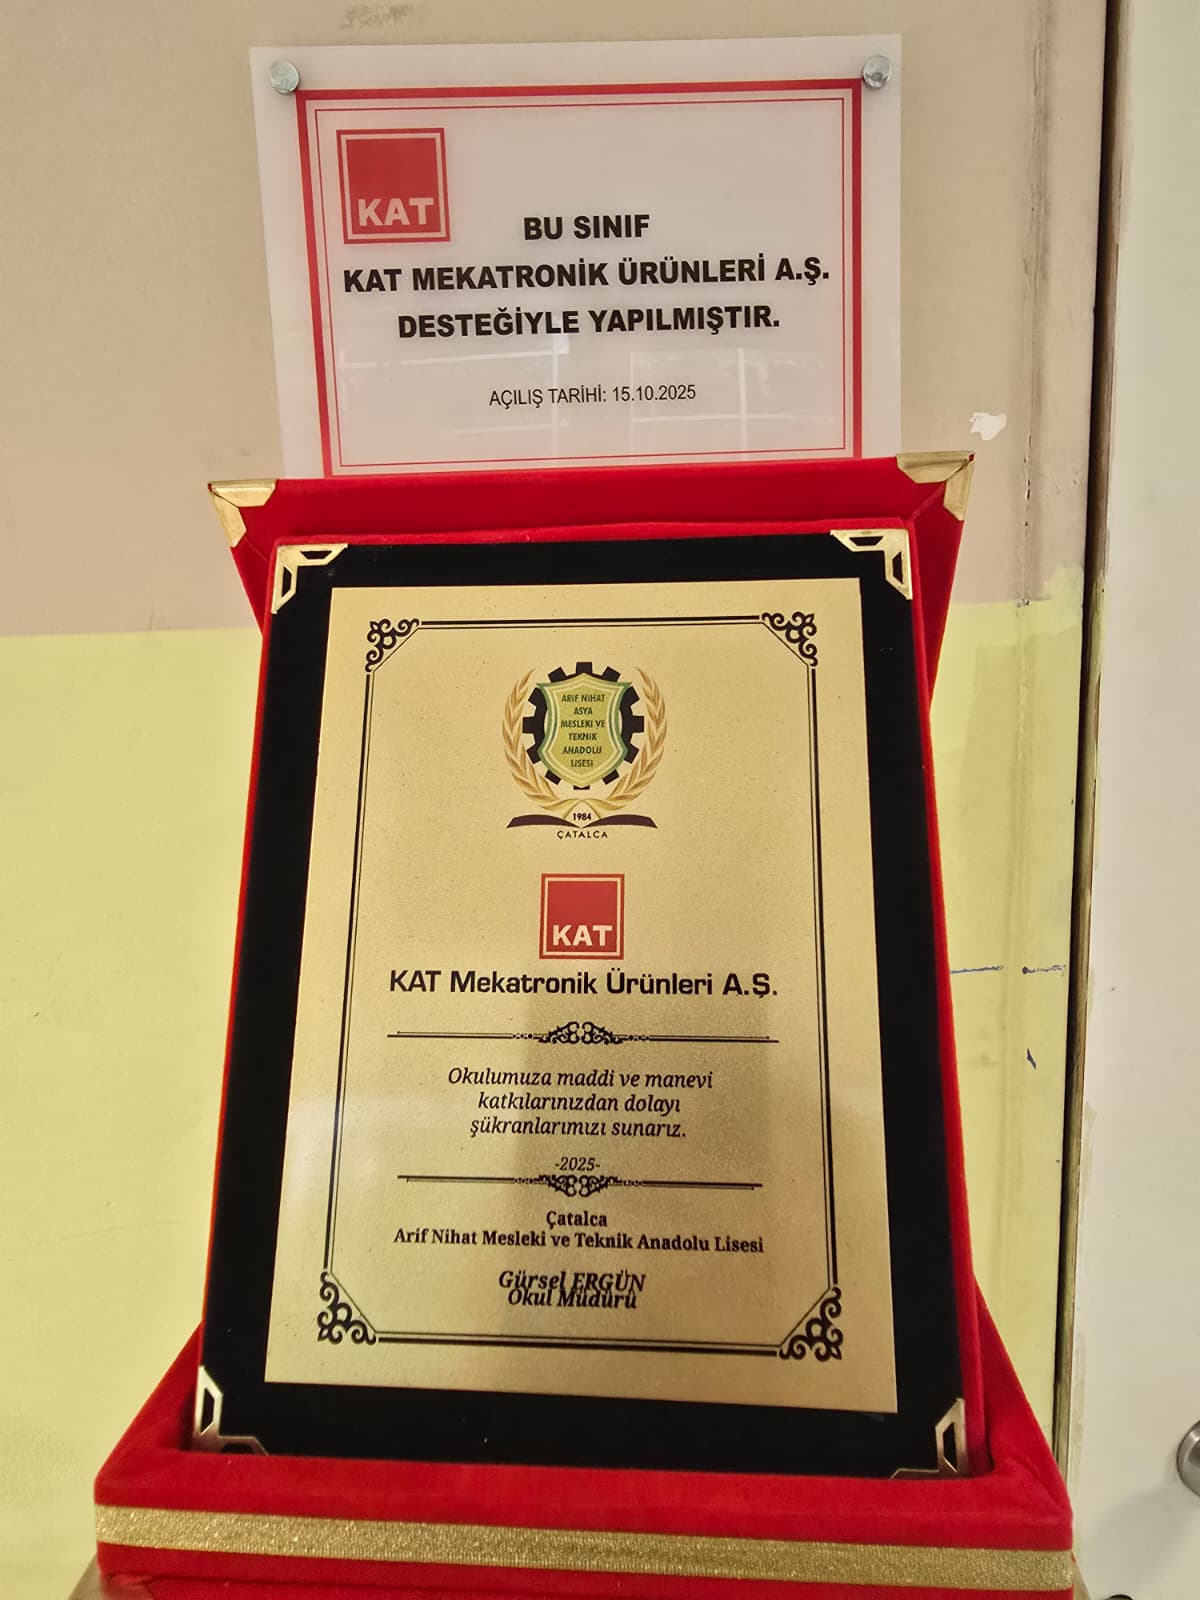 KAT
BU SINIF
KAT MEKATRONİK ÜRÜNLERİ A.Ş.
DESTEĞİYLE YAPILMIŞTIR.
AÇILIŞ TARİHİ: 15.10.2025
ARİF NİHAT
ASYA
MESLEKİ VE
TEKNİK
ANADOLU
LİSESİ
1984
ÇATALCA
KAT
KAT Mekatronik Ürünleri A.Ş.
Okulumuza maddi ve manevi
katkılarınızdan dolayı
şükranlarımızı sunarız.
-2025-
Çatalca
Arif Nihat Mesleki ve Teknik Anadolu Lisesi
Gürsel ERGÜN
Okul Müdürü